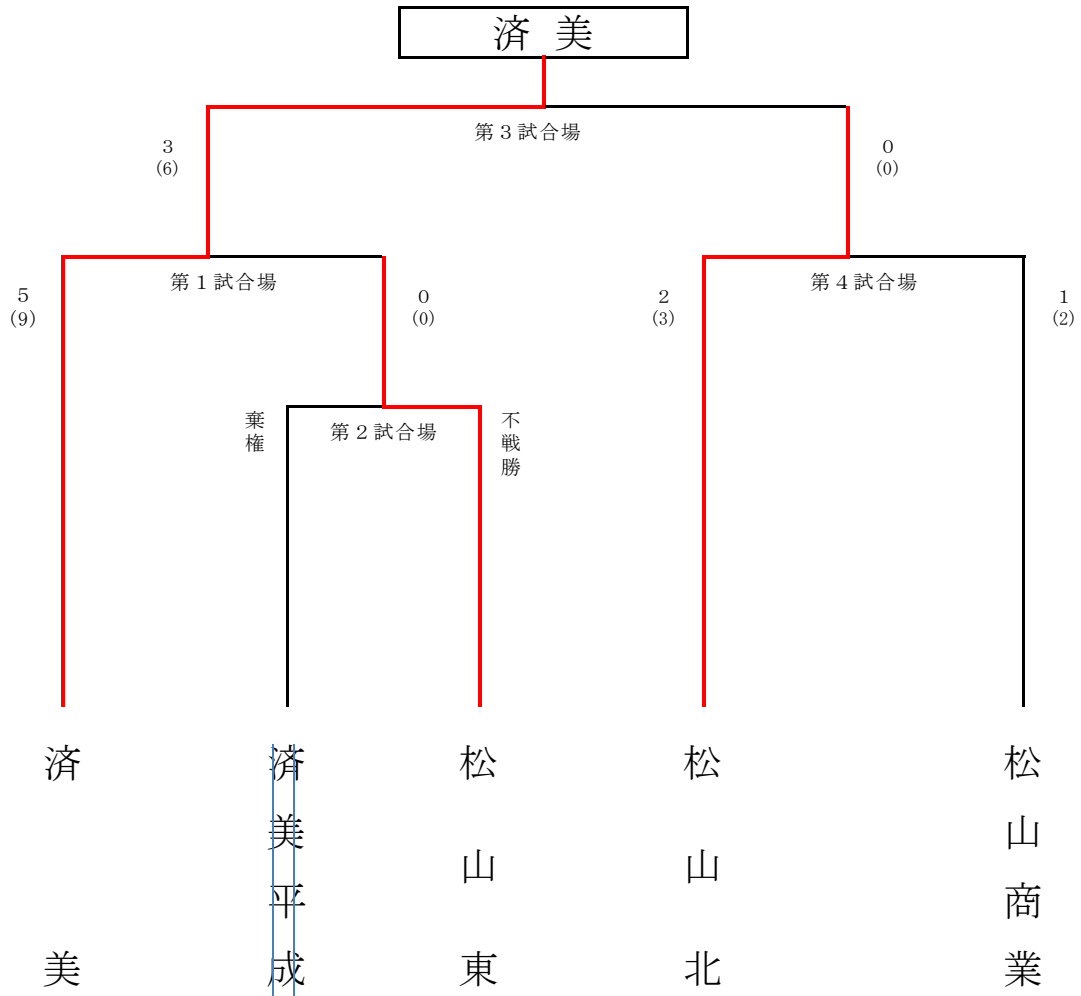 済 美
第３試合場
３
(6)
０
(0)
第１試合場
第４試合場
５
(9)
０
(0)
２
(3)
１
(2)
棄権
第２試合場
不戦勝
済美
済美平成
松山東
松山北
松山商業